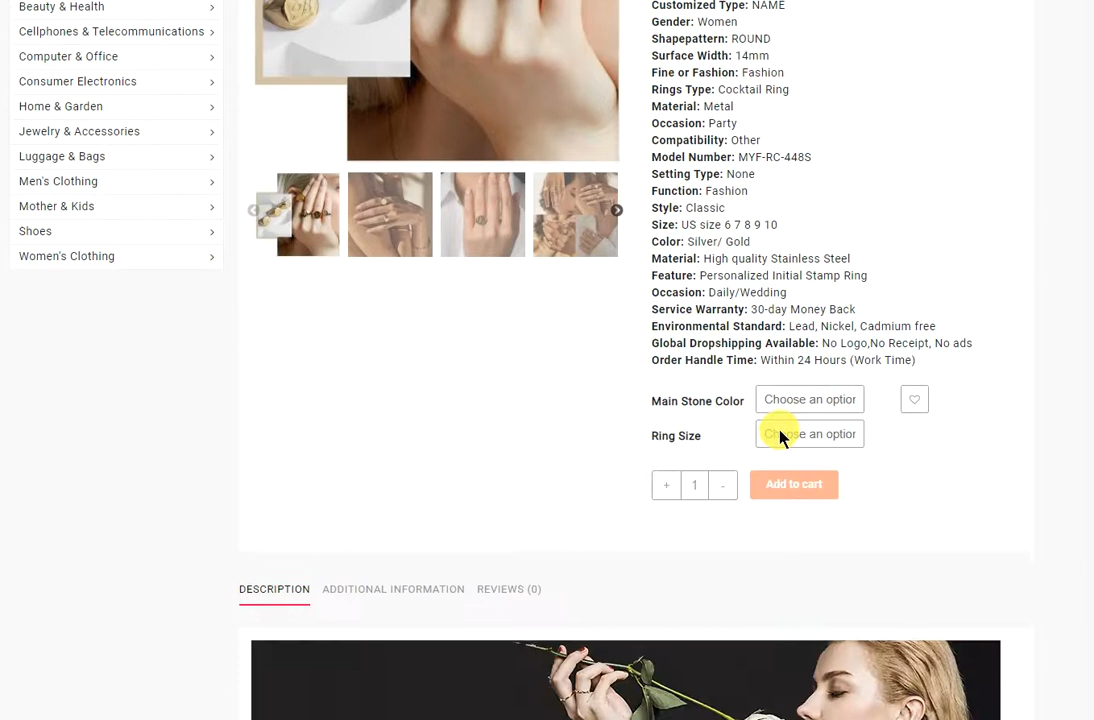 Beauty & Health
Cellphones & Telecommunications
Computer & Office
Consumer Electronics
Home & Garden
Jewelry & Accessories
Luggage & Bags
Men's Clothing
Mother & Kids
Shoes
Women's Clothing
Customized Type: NAME
Gender: Women
Shapepattern: ROUND
Surface Width: 14mm
Fine or Fashion: Fashion
Rings Type: Cocktail Ring
Material: Metal
Occasion: Party
Compatibility: Other
Model Number: MYF-RC-448S
Setting Type: None
Function: Fashion
Style: Classic
Size: US size 6 7 8 9 10
Color: Silver/ Gold
Material: High quality Stainless Steel
Feature: Personalized Initial Stamp Ring
Occasion: Daily/Wedding
Service Warranty: 30-day Money Back
Environmental Standard: Lead, Nickel, Cadmium free
Global Dropshipping Available: No Logo,No Receipt, No ads
Order Handle Time: Within 24 Hours (Work Time)
Main Stone Color Choose an option
Ring Size Choose an option
+ 1 - Add to cart
DESCRIPTION ADDITIONAL INFORMATION REVIEWS (0)